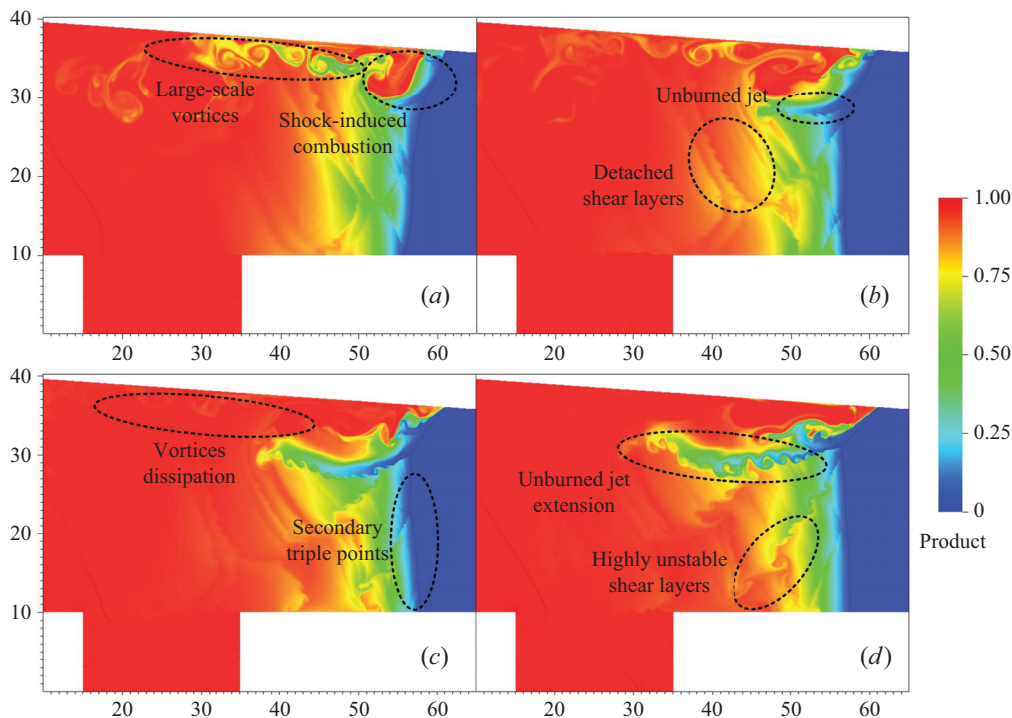 40
30
20
10
Large-scale
vortices
Shock-induced
combustion
(a)
20 30 40 50 60
Unburned jet
Detached
shear layers
(b)
20 30 40 50 60
40
30
20
10
Vortices
dissipation
Secondary
triple points
(c)
20 30 40 50 60
Unburned jet
extension
Highly unstable
shear layers
(d)
20 30 40 50 60
1.00
0.75
0.50
0.25
0
Product